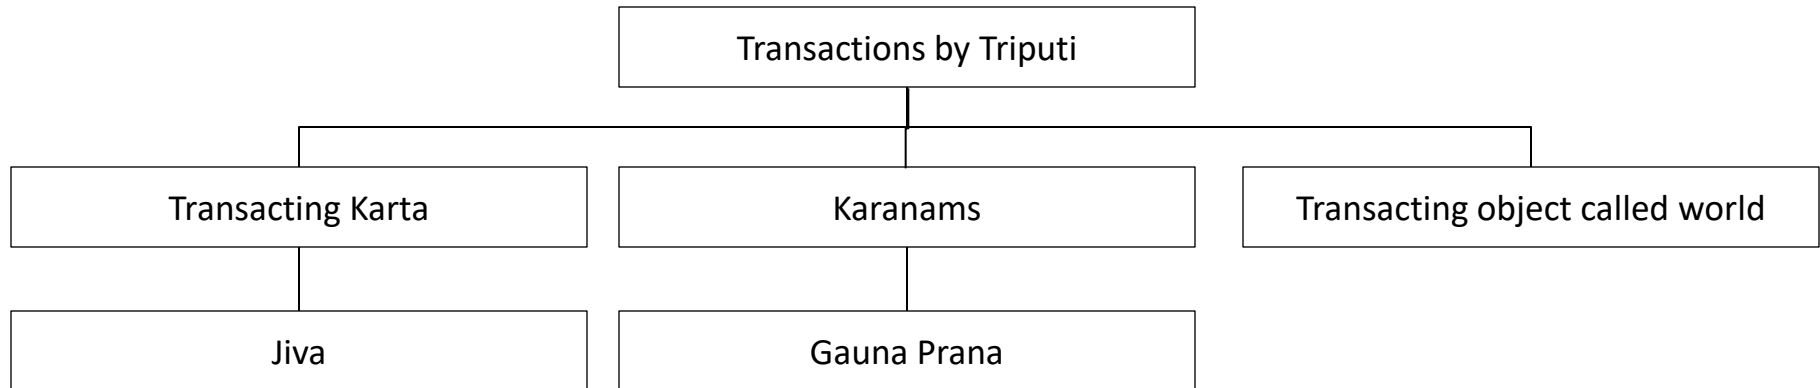 Transactions by Triputi
Transacting Karta
Karanams
Transacting object called world
Jiva
Gauna Prana